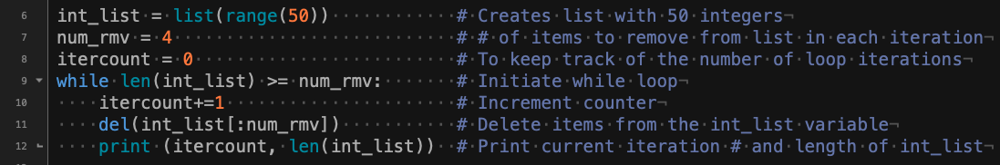 6 int_list = list(range(50)) # Creates list with 50 integers¬
7 num_rmv = 4 # # of items to remove from list in each iteration¬
8 itercount = 0 # To keep track of the number of loop iterations¬
9 while len(int_list) >= num_rmv: # Initiate while loop¬
10 itercount+=1 # Increment counter¬
11 del(int_list[:num_rmv]) # Delete items from the int_list variable¬
12 print (itercount, len(int_list)) # Print current iteration # and length of int_list¬